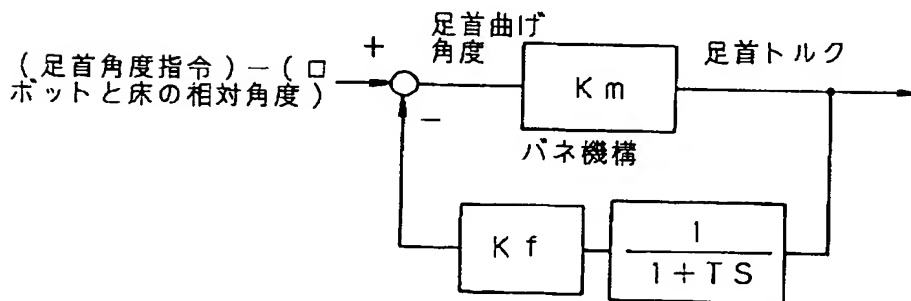 (足首角度指令)－(ロ
ボットと床の相対角度)
+
足首曲げ
角度
Km
足首トルク
－
バネ機構
Kf
1
1+TS